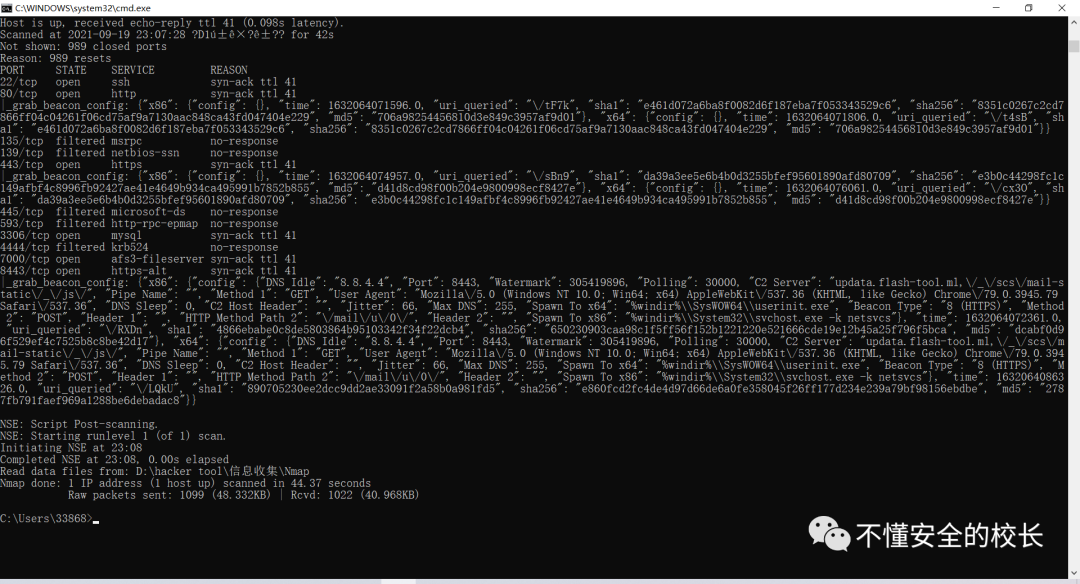 C:\WINDOWS\system32\cmd.exe
Host is up, received echo-reply ttl 41 (0.098s latency).
Scanned at 2021-09-19 23:07:28 ?D1ú±ê×?ê±?? for 42s
Not shown: 989 closed ports
Reason: 989 resets
PORT     STATE    SERVICE        REASON
22/tcp   open     ssh            syn-ack ttl 41
80/tcp   open     http           syn-ack ttl 41
|_grab_beacon_config: {"x86": {"config": {}, "time": 1632064071596.0, "uri_queried": "\/tF7k", "sha1": "e461d072a6ba8f0082d6f187eba7f053343529c6", "sha256": "8351c0267c2cd7
866ff04c04261f06cd75af9a7130aac848ca43fd047404e229", "md5": "706a98254456810d3e849c3957af9d01"}, "x64": {"config": {}, "time": 1632064071806.0, "uri_queried": "\/t4sB", "sh
a1": "e461d072a6ba8f0082d6f187eba7f053343529c6", "sha256": "8351c0267c2cd7866ff04c04261f06cd75af9a7130aac848ca43fd047404e229", "md5": "706a98254456810d3e849c3957af9d01"}}
135/tcp  filtered msrpc          no-response
139/tcp  filtered netbios-ssn    no-response
443/tcp  open     https          syn-ack ttl 41
|_grab_beacon_config: {"x86": {"config": {}, "time": 1632064074957.0, "uri_queried": "\/sBn9", "sha1": "da39a3ee5e6b4b0d3255bfef95601890afd80709", "sha256": "e3b0c44298fc1c
149afbf4c8996fb92427ae41e4649b934ca495991b7852b855", "md5": "d41d8cd98f00b204e9800998ecf8427e"}, "x64": {"config": {}, "time": 1632064076061.0, "uri_queried": "\/cx30", "sh
a1": "da39a3ee5e6b4b0d3255bfef95601890afd80709", "sha256": "e3b0c44298fc1c149afbf4c8996fb92427ae41e4649b934ca495991b7852b855", "md5": "d41d8cd98f00b204e9800998ecf8427e"}}
445/tcp  filtered microsoft-ds   no-response
593/tcp  filtered http-rpc-epmap no-response
3306/tcp open     mysql          syn-ack ttl 41
4444/tcp filtered krb524         no-response
7000/tcp open     afs3-fileserver syn-ack ttl 41
8443/tcp open     https-alt      syn-ack ttl 41
|_grab_beacon_config: {"x86": {"config": {"DNS Idle": "8.8.4.4", "Port": 8443, "Watermark": 305419896, "Polling": 30000, "C2 Server": "updata.flash-tool.ml,\/_\/scs\/mail-s
tatic\/_\/js\/", "Pipe Name": "", "Method 1": "GET", "User Agent": "Mozilla\/5.0 (Windows NT 10.0; Win64; x64) AppleWebKit\/537.36 (KHTML, like Gecko) Chrome\/79.0.3945.79
Safari\/537.36", "DNS Sleep": 0, "C2 Host Header": "", "Jitter": 66, "Max DNS": 255, "Spawn To x64": "%windir%\\SysWOW64\\userinit.exe", "Beacon Type": "8 (HTTPS)", "Method
2": "POST", "Header 1": "", "HTTP Method Path 2": "\/mail\/u\/0\/", "Header 2": "", "Spawn To x86": "%windir%\\System32\\svchost.exe -k netsvcs"}, "time": 1632064072361.0,
"uri_queried": "\/RXDn", "sha1": "4866ebabe0c8de5803864b95103342f34f22dcb4", "sha256": "650230903caa98c1f5ff56f152b1221220e521666cde19e12b45a25f796f5bca", "md5": "dcabf0d9
6f529ef4c7525b8c8be42d17"}, "x64": {"config": {"DNS Idle": "8.8.4.4", "Port": 8443, "Watermark": 305419896, "Polling": 30000, "C2 Server": "updata.flash-tool.ml,\/_\/scs\/m
ail-static\/_\/js\/", "Pipe Name": "", "Method 1": "GET", "User Agent": "Mozilla\/5.0 (Windows NT 10.0; Win64; x64) AppleWebKit\/537.36 (KHTML, like Gecko) Chrome\/79.0.394
5.79 Safari\/537.36", "DNS Sleep": 0, "C2 Host Header": "", "Jitter": 66, "Max DNS": 255, "Spawn To x64": "%windir%\\SysWOW64\\userinit.exe", "Beacon Type": "8 (HTTPS)", "M
ethod 2": "POST", "Header 1": "", "HTTP Method Path 2": "\/mail\/u\/0\/", "Header 2": "", "Spawn To x86": "%windir%\\System32\\svchost.exe -k netsvcs"}, "time": 16320640863
26.0, "uri_queried": "\/LQkU", "sha1": "8907052301ee2dcc9dd2ae33091f2a58b0a981fd5", "sha256": "e860fcd2fc4de4d97d66de6a0fe358045f26ff177d234e239a79bf98156ebdbe", "md5": "278
7fb791faef969a1288be6debadac8"}}
NSE: Script Post-scanning.
NSE: Starting runlevel 1 (of 1) scan.
Initiating NSE at 23:08
Completed NSE at 23:08, 0.00s elapsed
Read data files from: D:\hacker tool\信息收集\Nmap
Nmap done: 1 IP address (1 host up) scanned in 44.37 seconds
Raw packets sent: 1099 (48.332KB) | Rcvd: 1022 (40.968KB)
C:\Users\33868>
不懂安全的校长